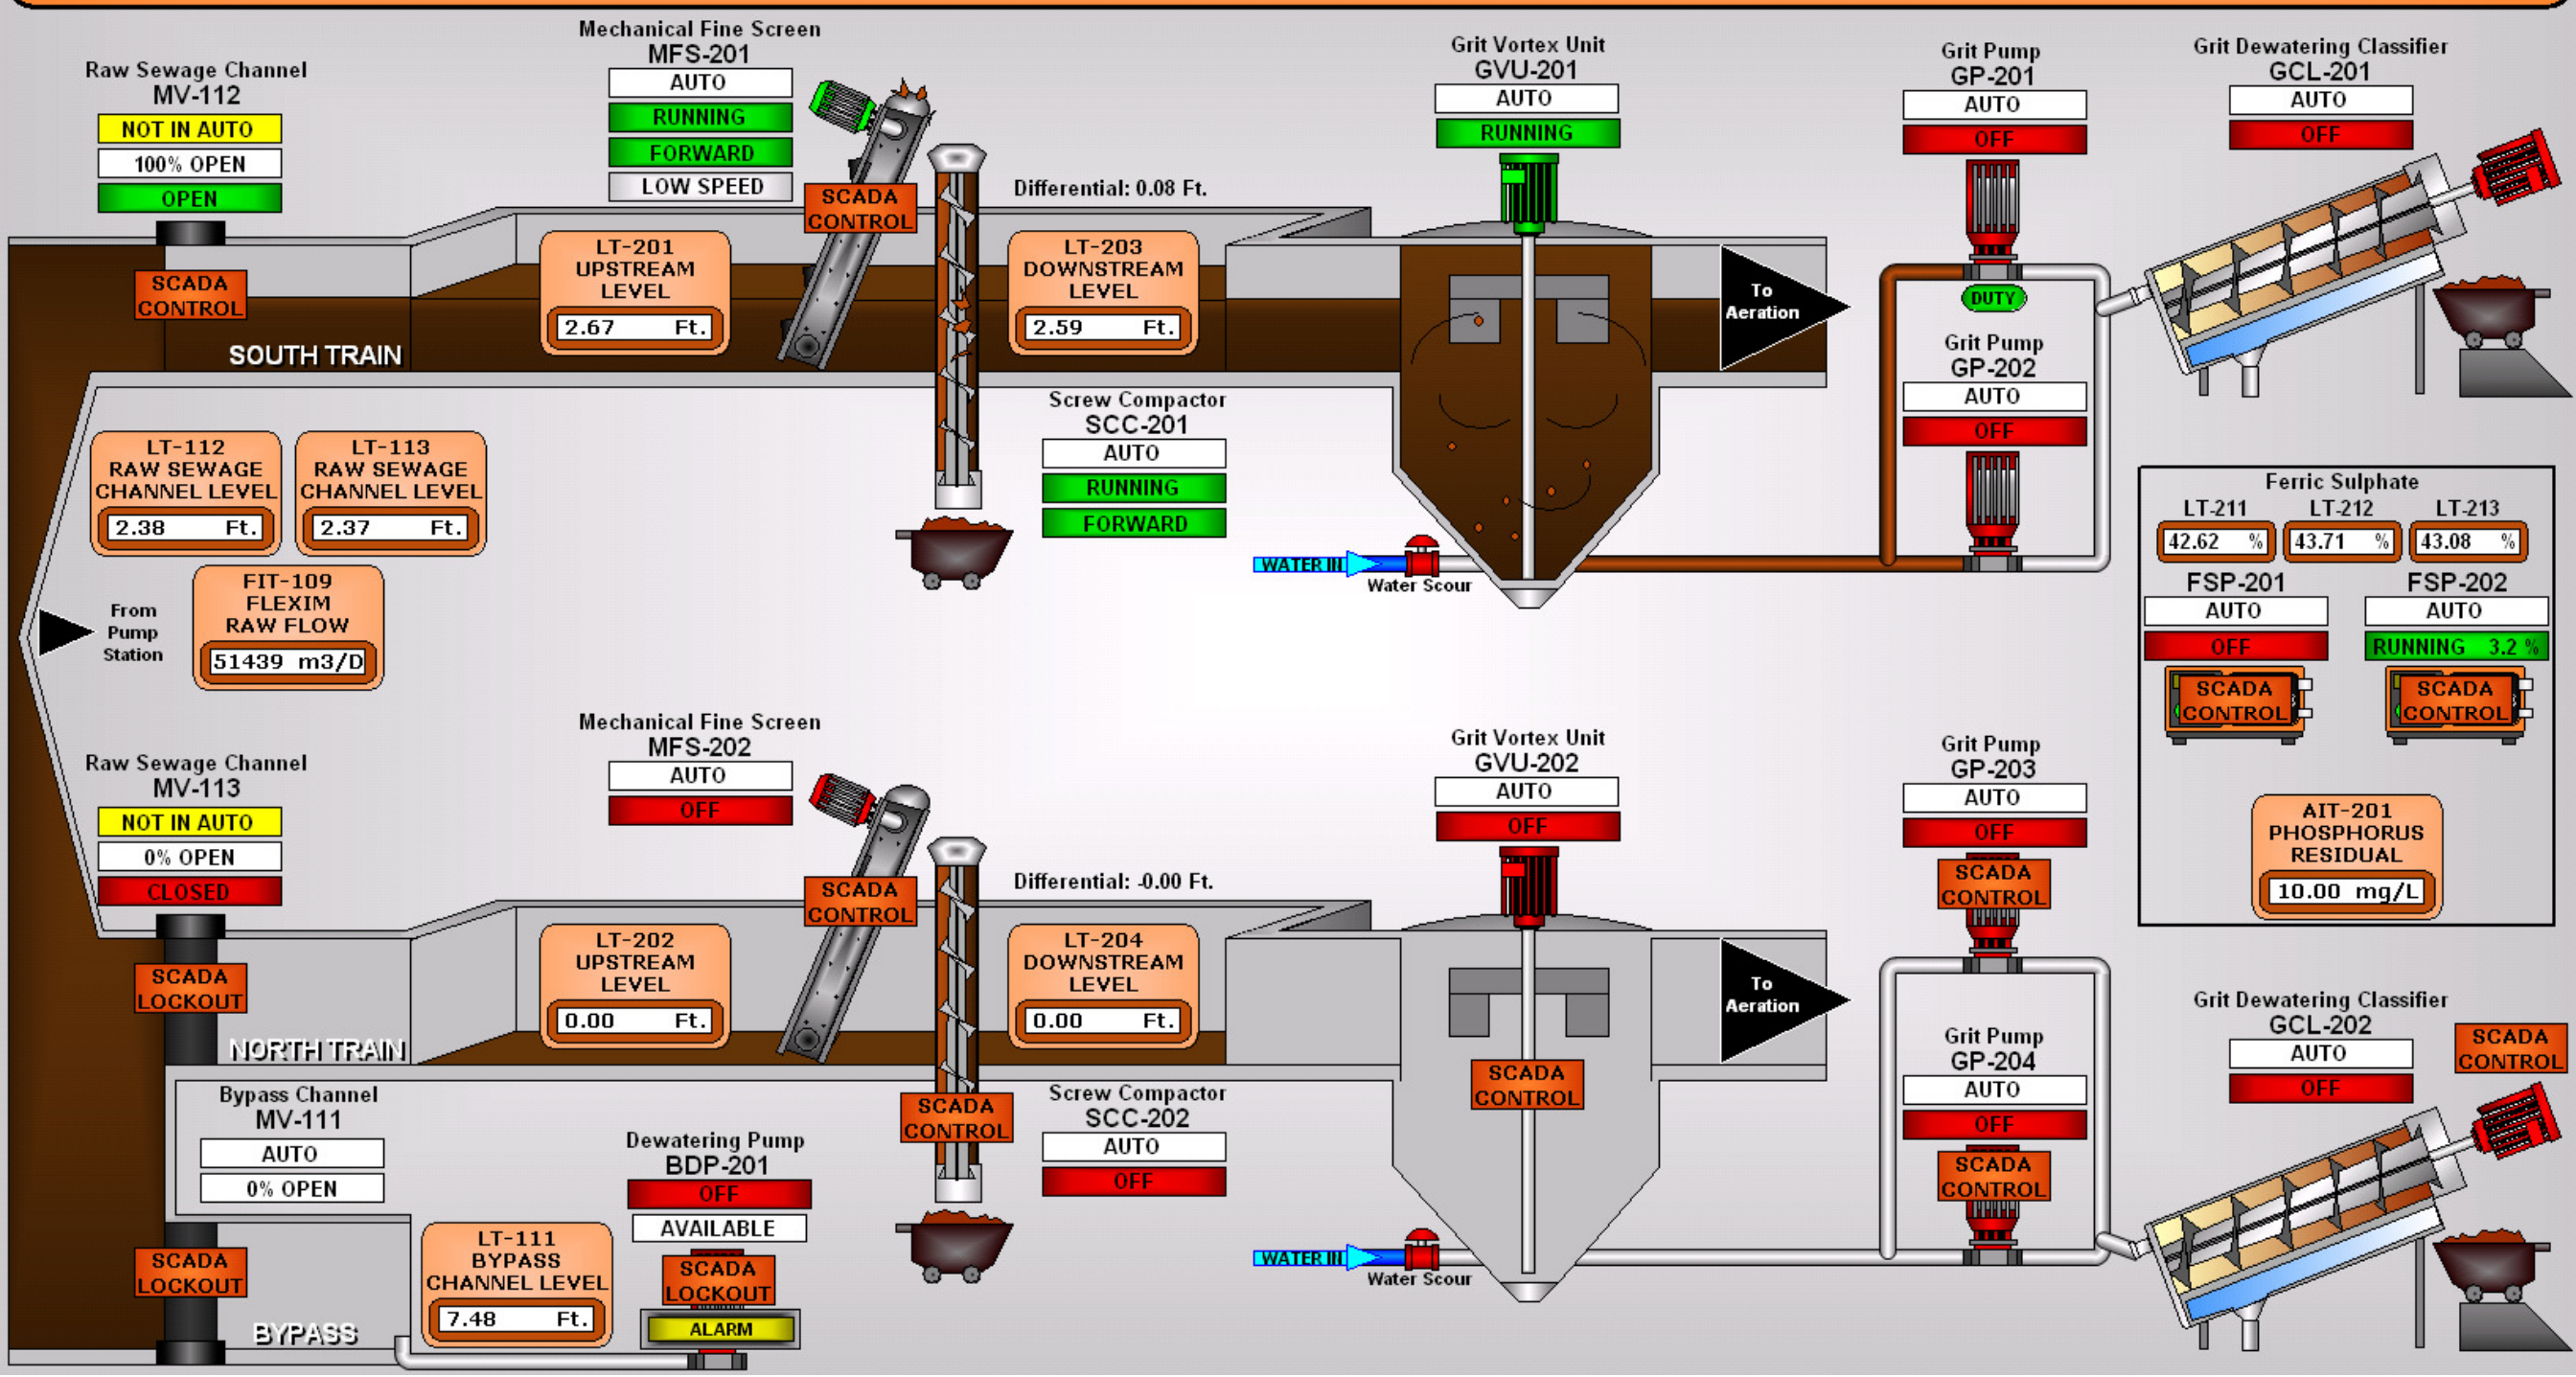 Raw Sewage Channel
MV-112
NOT IN AUTO
100% OPEN
OPEN
SCADA
CONTROL
SOUTH TRAIN
Mechanical Fine Screen
MFS-201
AUTO
RUNNING
FORWARD
LOW SPEED
SCADA
CONTROL
LT-201
UPSTREAM
LEVEL
2.67 Ft.
Differential: 0.08 Ft.
LT-203
DOWNSTREAM
LEVEL
2.59 Ft.
Screw Compactor
SCC-201
AUTO
RUNNING
FORWARD
Grit Vortex Unit
GVU-201
AUTO
RUNNING
To
Aeration
WATER IN
Water Scour
Grit Pump
GP-201
AUTO
OFF
DUTY
Grit Pump
GP-202
AUTO
OFF
Grit Dewatering Classifier
GCL-201
AUTO
OFF
LT-112
RAW SEWAGE
CHANNEL LEVEL
2.38 Ft.
LT-113
RAW SEWAGE
CHANNEL LEVEL
2.37 Ft.
From
Pump
Station
FIT-109
FLEXIM
RAW FLOW
51439 m3/D
Ferric Sulphate
LT-211 LT-212 LT-213
42.62 % 43.71 % 43.08 %
FSP-201
AUTO
OFF
SCADA
CONTROL
FSP-202
AUTO
RUNNING 3.2 %
SCADA
CONTROL
AIT-201
PHOSPHORUS
RESIDUAL
10.00 mg/L
Raw Sewage Channel
MV-113
NOT IN AUTO
0% OPEN
CLOSED
SCADA
LOCKOUT
NORTH TRAIN
Mechanical Fine Screen
MFS-202
AUTO
OFF
SCADA
CONTROL
LT-202
UPSTREAM
LEVEL
0.00 Ft.
Differential: -0.00 Ft.
LT-204
DOWNSTREAM
LEVEL
0.00 Ft.
SCADA
CONTROL
Screw Compactor
SCC-202
AUTO
OFF
Grit Vortex Unit
GVU-202
AUTO
OFF
SCADA
CONTROL
To
Aeration
WATER IN
Water Scour
Grit Pump
GP-203
AUTO
OFF
SCADA
CONTROL
Grit Pump
GP-204
AUTO
OFF
SCADA
CONTROL
Grit Dewatering Classifier
GCL-202
AUTO
OFF
SCADA
CONTROL
Bypass Channel
MV-111
AUTO
0% OPEN
SCADA
LOCKOUT
BYPASS
LT-111
BYPASS
CHANNEL LEVEL
7.48 Ft.
Dewatering Pump
BDP-201
OFF
AVAILABLE
SCADA
LOCKOUT
ALARM